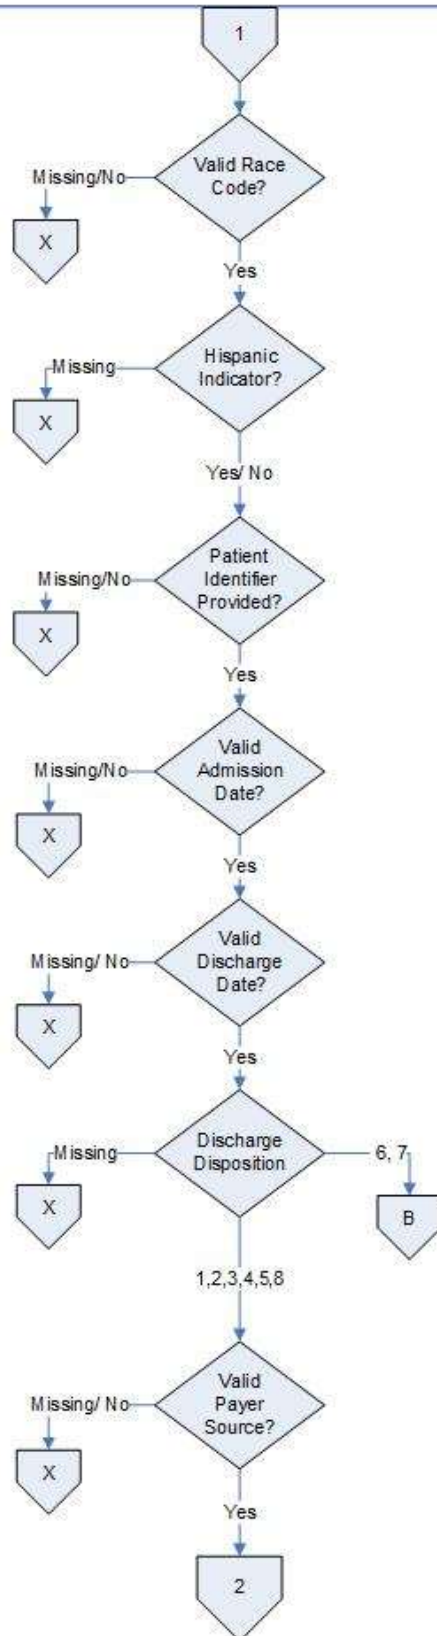 1
Valid Race
Code?
Missing/No
X
Yes
Hispanic
Indicator?
Missing
X
Yes/ No
Patient
Identifier
Provided?
Missing/No
X
Yes
Valid
Admission
Date?
Missing/No
X
Yes
Valid
Discharge
Date?
Missing/ No
X
Yes
Discharge
Disposition
Missing
6, 7
X
B
1,2,3,4,5,8
Valid
Payer
Source?
Missing/ No
X
Yes
2